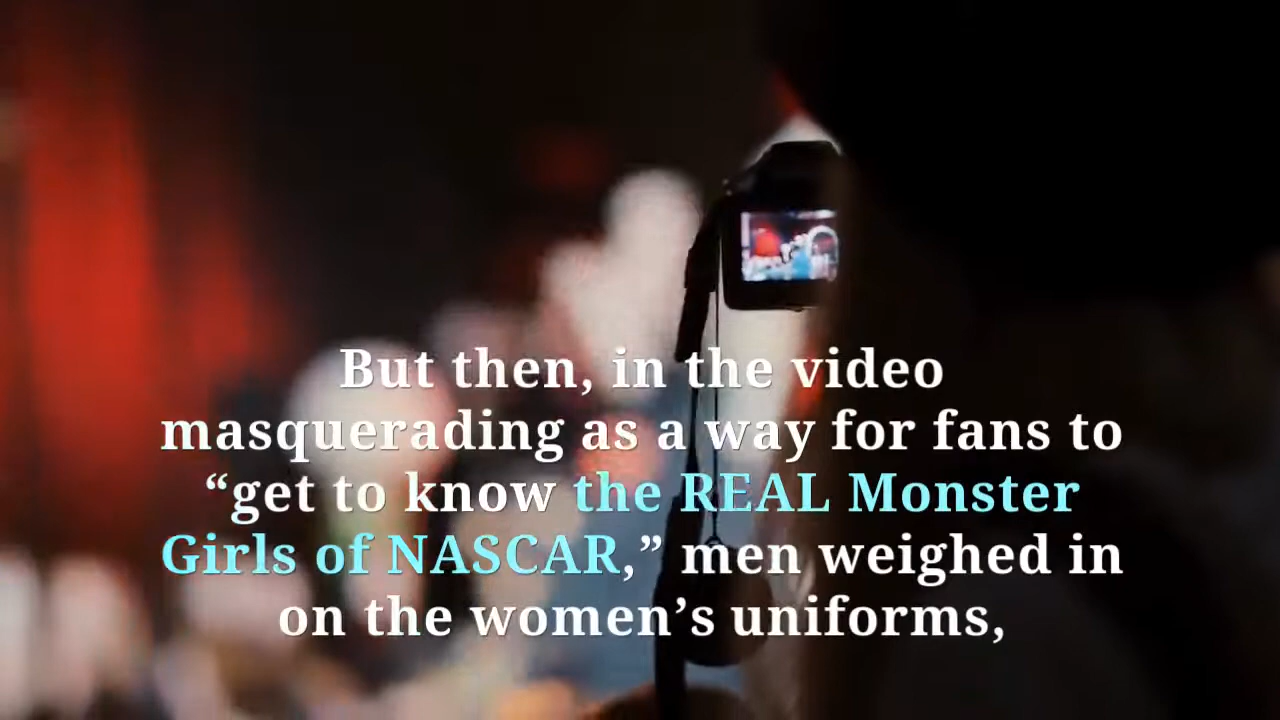 But then, in the video
masquerading as a way for fans to
“get to know the REAL Monster
Girls of NASCAR,” men weighed in
on the women’s uniforms,